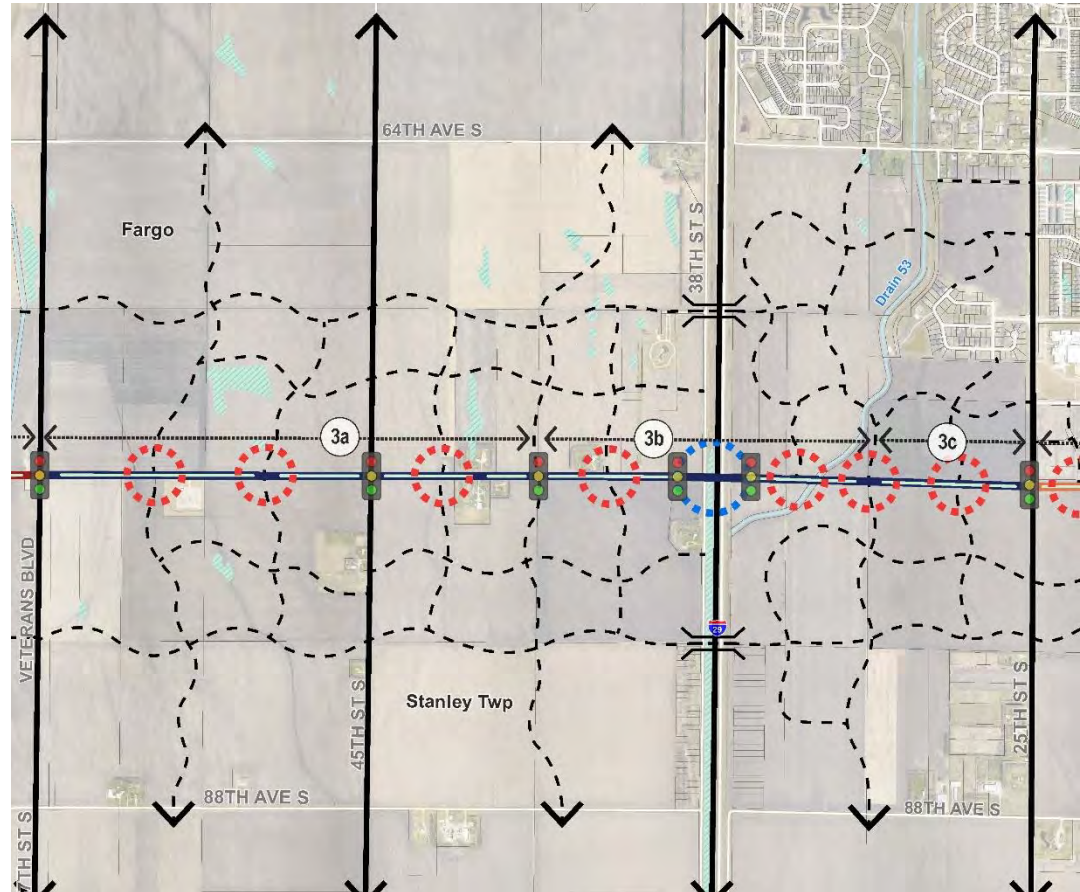 64TH AVE S
Fargo
38TH ST S
Drain 53
3a
3b
3c
VETERANS BLVD
29
Stanley Twp
45TH ST S
25TH ST S
88TH AVE S
88TH AVE S
7TH ST S